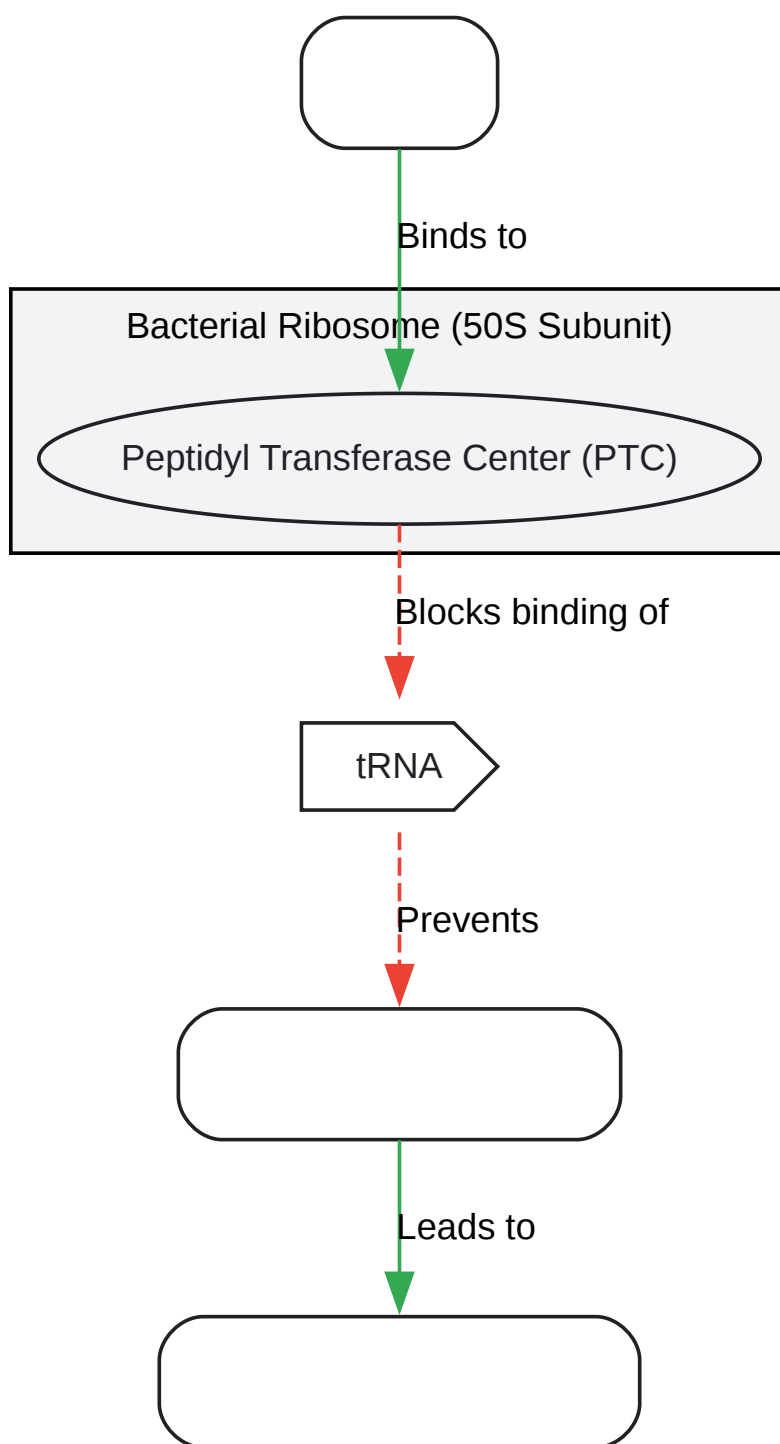 Binds to
Bacterial Ribosome (50S Subunit)
Peptidyl Transferase Center (PTC)
Blocks binding of
tRNA
Prevents
Leads to